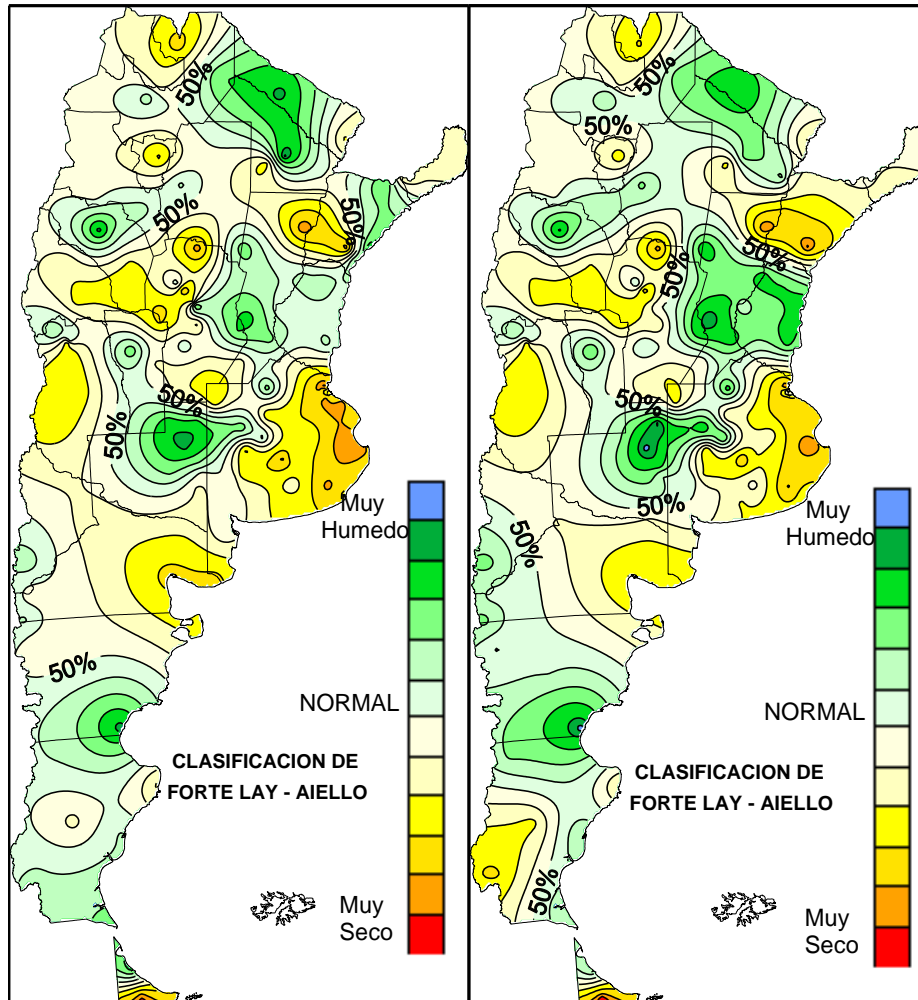 50%
50%
50%
50%
50%
50%
Muy
Humedo
NORMAL
CLASIFICACION DE
FORTE LAY - AIELLO
Muy
Seco
50%
50%
50%
50%
50%
50%
50%
50%
Muy
Humedo
NORMAL
CLASIFICACION DE
FORTE LAY - AIELLO
Muy
Seco